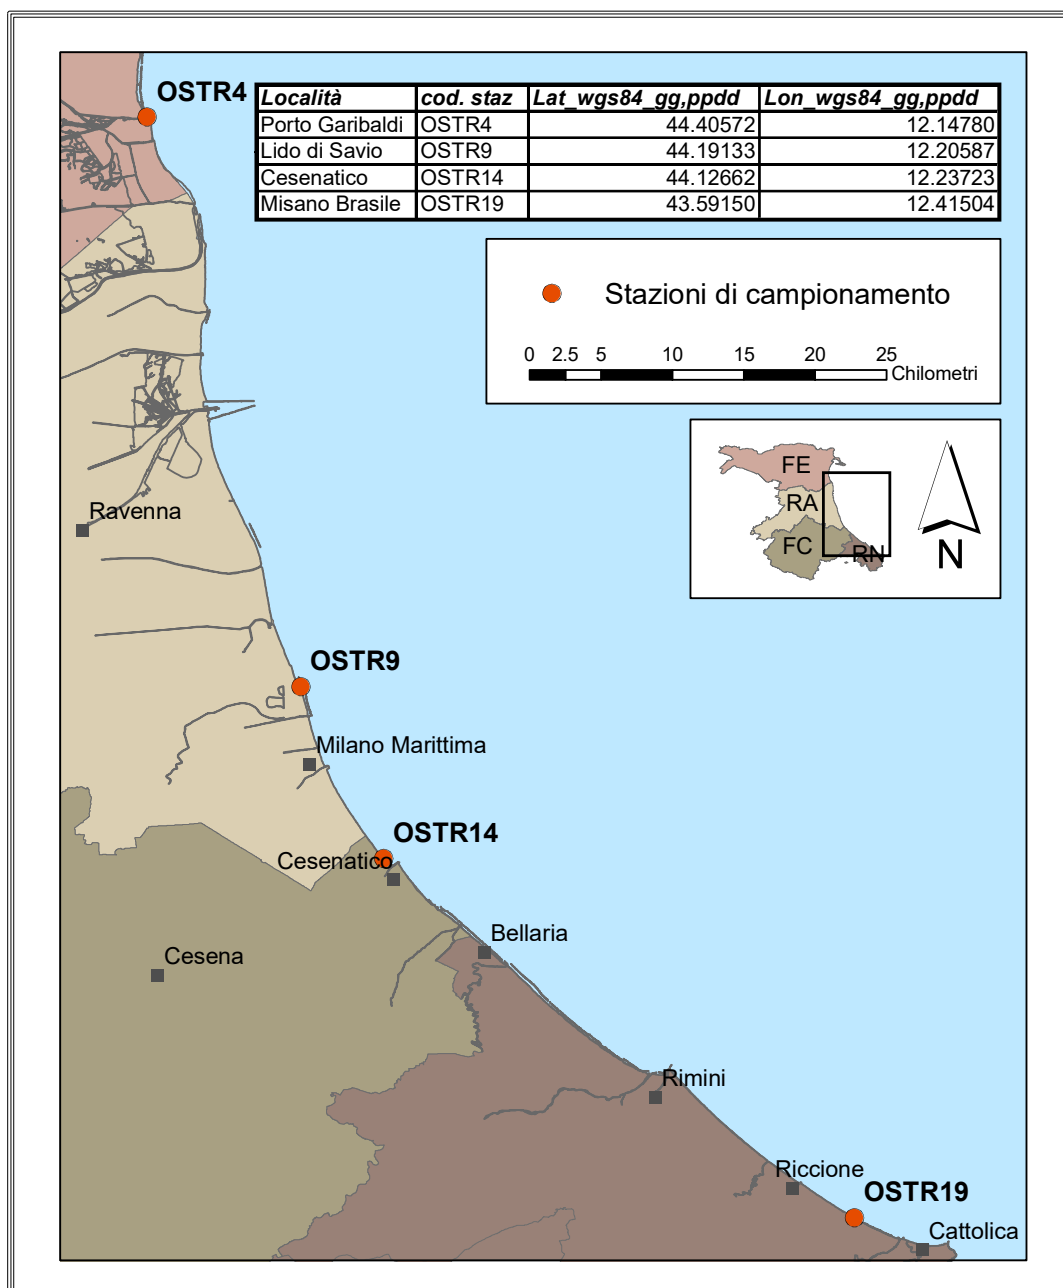 OSTR4
Località cod. staz Lat_wgs84_gg,ppdd Lon_wgs84_gg,ppdd
Porto Garibaldi OSTR4 44.40572 12.14780
Lido di Savio OSTR9 44.19133 12.20587
Cesenatico OSTR14 44.12662 12.23723
Misano Brasile OSTR19 43.59150 12.41504
Stazioni di campionamento
0 2.5 5 10 15 20 25
Chilometri
FE
RA
FC
RN
N
Ravenna
OSTR9
Milano Marittima
OSTR14
Cesenatico
Bellaria
Cesena
Rimini
Riccione
OSTR19
Cattolica